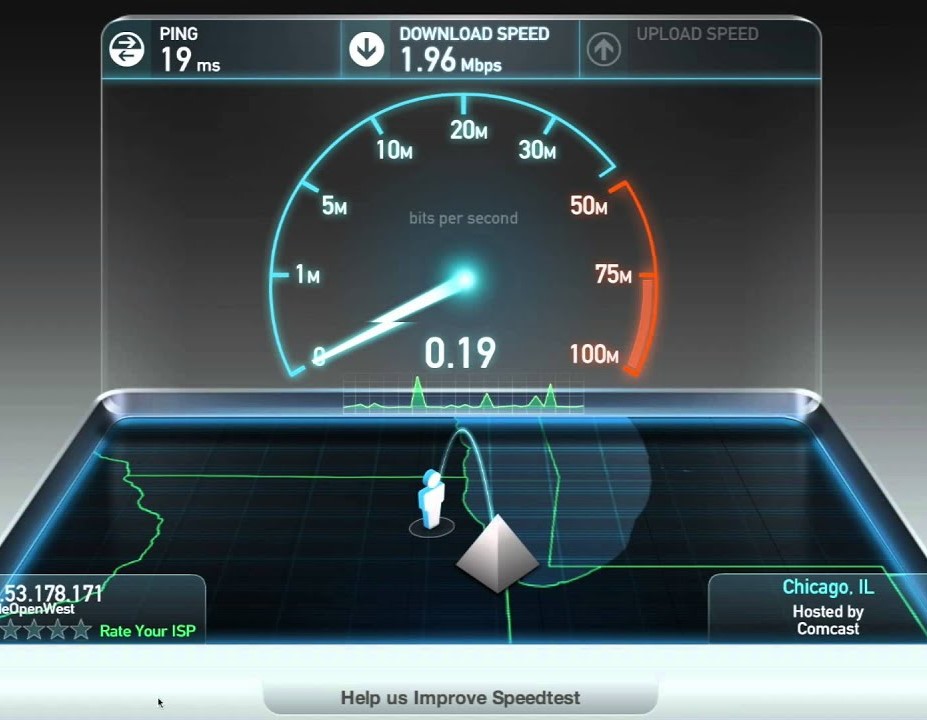 PING
19 ms
DOWNLOAD SPEED
1.96 Mbps
UPLOAD SPEED
20M
10M
30M
5M
50M
bits per second
1M
75M
0
0.19
100M
.53.178.171
deOpenWest
Rate Your ISP
Chicago, IL
Hosted by
Comcast
Help us Improve Speedtest